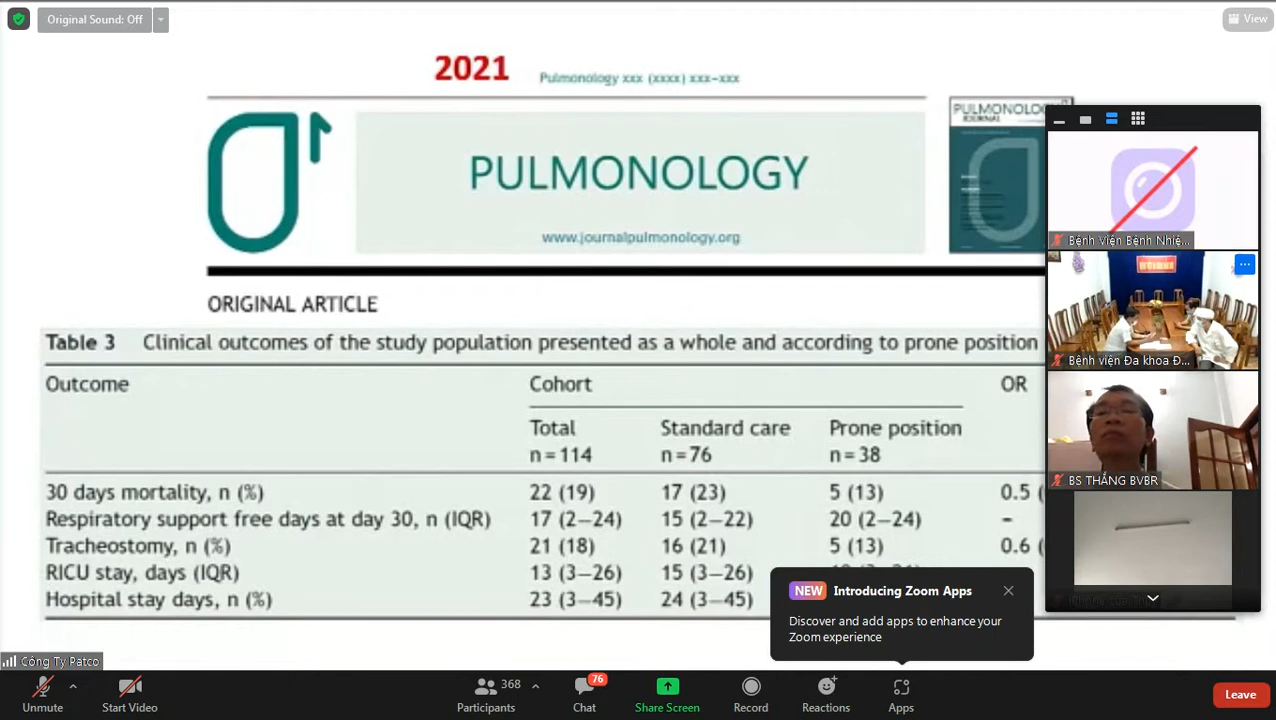 Original Sound: Off
View
2021
Pulmonology xxx (xxxx) xxx-xxx
PULMONOLOGY
www.journalpulmonology.org
PULMONOLOGY
JOURNAL
ORIGINAL ARTICLE
Table 3 Clinical outcomes of the study population presented as a whole and according to prone position
Outcome Cohort OR
Total Standard care Prone position
n=114 n=76 n=38
30 days mortality, n (%) 22 (19) 17 (23) 5 (13) 0.5 (
Respiratory support free days at day 30, n (IQR) 17 (2–24) 15 (2–22) 20 (2–24) –
Tracheostomy, n (%) 21 (18) 16 (21) 5 (13) 0.6 (
RICU stay, days (IQR) 13 (3–26) 15 (3–26)
Hospital stay days, n (%) 23 (3–45) 24 (3–45)
Bệnh Viện Bệnh Nhiệ...
Bệnh viện Đa khoa Đ...
BS THẮNG BVBR
NEW Introducing Zoom Apps
Discover and add apps to enhance your
Zoom experience
Công Ty Patco
Unmute
Start Video
368
Participants
76
Chat
Share Screen
Record
Reactions
Apps
Leave